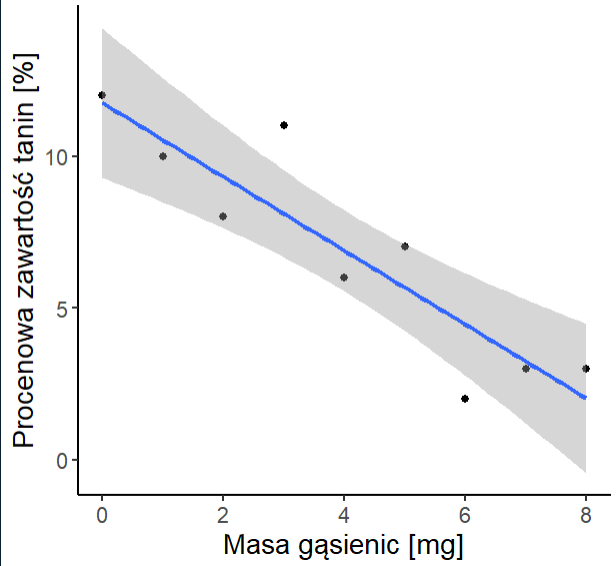 Procenowa zawartość tanin [%]
10
5
0
0 2 4 6 8
Masa gąsienic [mg]